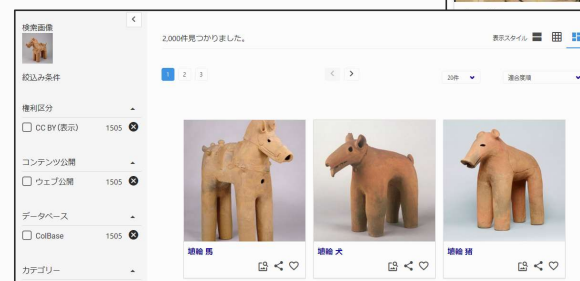 検索画像
2,000件見つかりました。
表示スタイル
絞込み条件
1 2 3
20件
適合度順
権利区分
CC BY(表示) 1505
コンテンツ公開
ウェブ公開 1505
データベース
ColBase 1505
カテゴリー
埴輪 馬
埴輪 犬
埴輪 猪